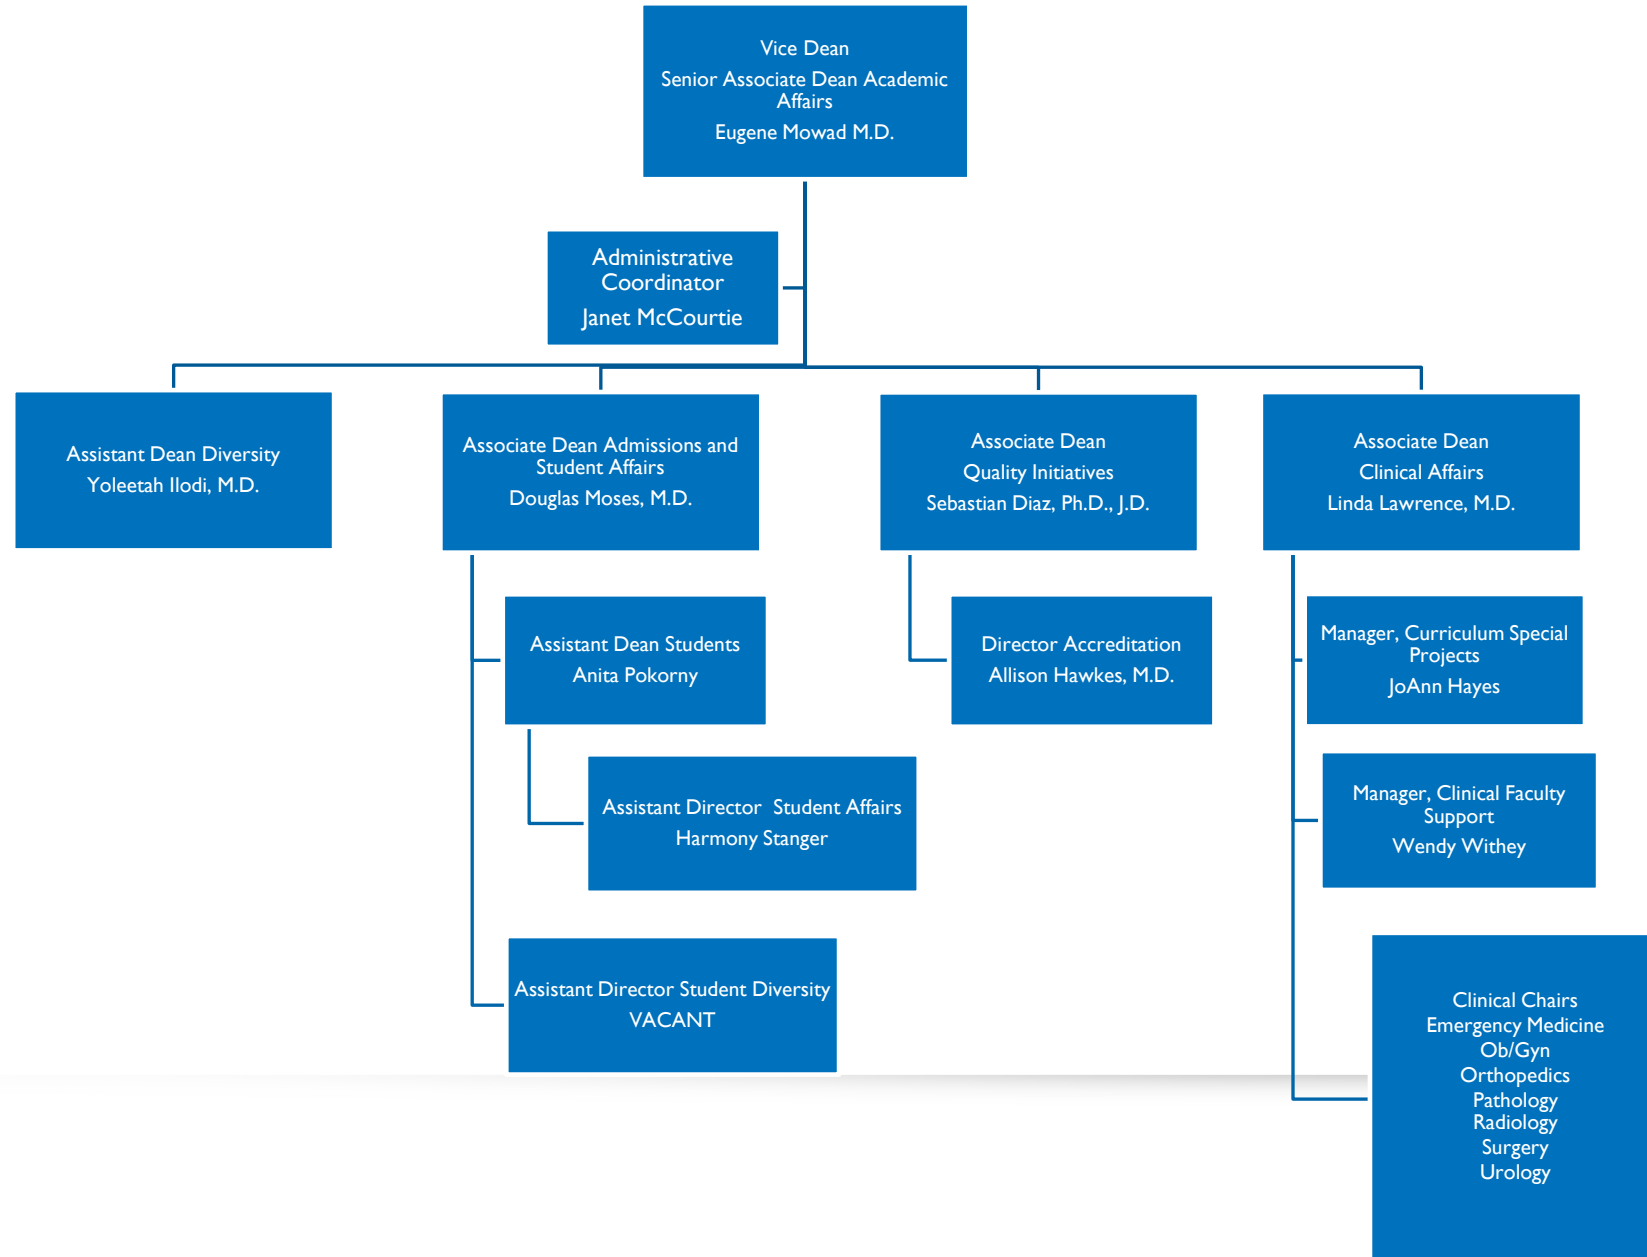 Vice Dean
Senior Associate Dean Academic
Affairs
Eugene Mowad M.D.
Administrative
Coordinator
Janet McCourtie
Assistant Dean Diversity
Yoleetah Ilodi, M.D.
Associate Dean Admissions and
Student Affairs
Douglas Moses, M.D.
Associate Dean
Quality Initiatives
Sebastian Diaz, Ph.D., J.D.
Associate Dean
Clinical Affairs
Linda Lawrence, M.D.
Assistant Dean Students
Anita Pokorny
Director Accreditation
Allison Hawkes, M.D.
Manager, Curriculum Special
Projects
JoAnn Hayes
Assistant Director  Student Affairs
Harmony Stanger
Manager, Clinical Faculty
Support
Wendy Withey
Assistant Director Student Diversity
VACANT
Clinical Chairs
Emergency Medicine
Ob/Gyn
Orthopedics
Pathology
Radiology
Surgery
Urology